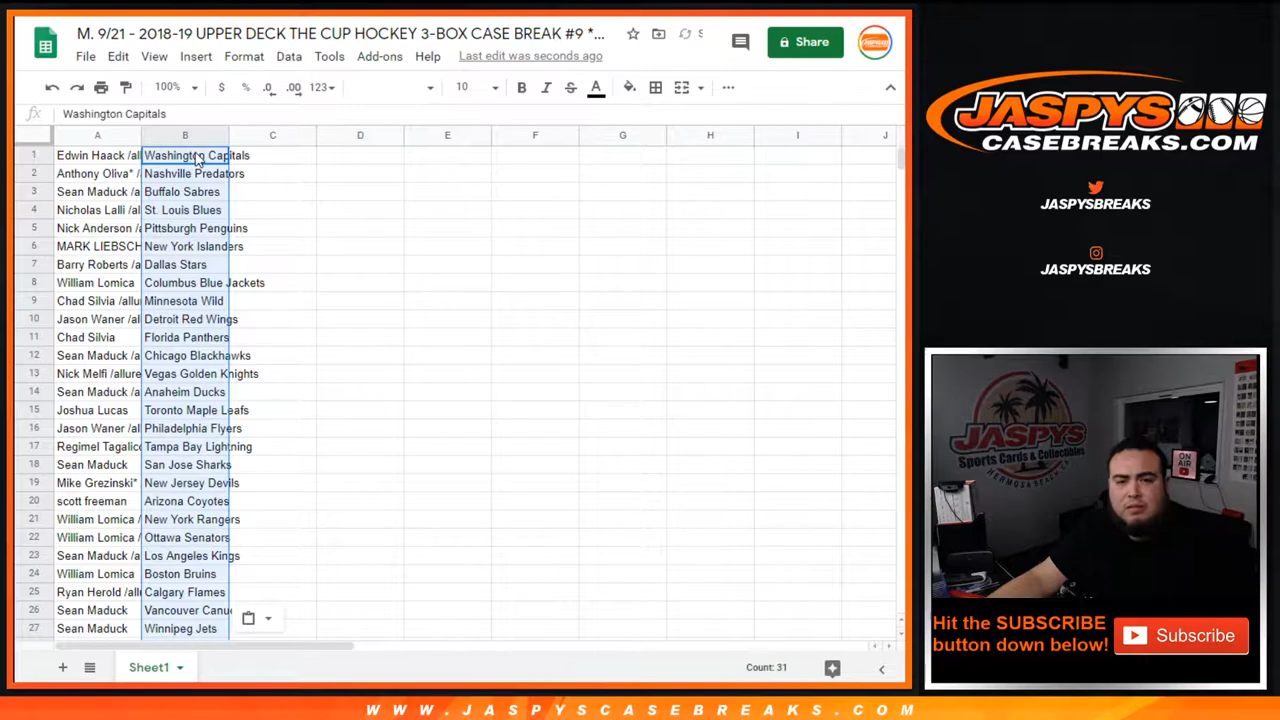 M. 9/21 - 2018-19 UPPER DECK THE CUP HOCKEY 3-BOX CASE BREAK #9 *...
S
Share
File Edit View Insert Format Data Tools Add-ons Help Last edit was seconds ago
100% $ % .0 .00 123 10 B I S A
fx Washington Capitals
A B C D E F G H I J
1 Edwin Haack /all Washington Capitals
2 Anthony Oliva* / Nashville Predators
3 Sean Maduck /a Buffalo Sabres
4 Nicholas Lalli /al St. Louis Blues
5 Nick Anderson / Pittsburgh Penguins
6 MARK LIEBSCH New York Islanders
7 Barry Roberts /a Dallas Stars
8 William Lomica Columbus Blue Jackets
9 Chad Silvia /allu Minnesota Wild
10 Jason Waner /al Detroit Red Wings
11 Chad Silvia Florida Panthers
12 Sean Maduck /a Chicago Blackhawks
13 Nick Melfi /allure Vegas Golden Knights
14 Sean Maduck /a Anaheim Ducks
15 Joshua Lucas Toronto Maple Leafs
16 Jason Waner /al Philadelphia Flyers
17 Regimel Tagalic Tampa Bay Lightning
18 Sean Maduck San Jose Sharks
19 Mike Grezinski* New Jersey Devils
20 scott freeman Arizona Coyotes
21 William Lomica / New York Rangers
22 William Lomica / Ottawa Senators
23 Sean Maduck /a Los Angeles Kings
24 William Lomica Boston Bruins
25 Ryan Herold /all Calgary Flames
26 Sean Maduck Vancouver Canuc
27 Sean Maduck Winnipeg Jets
Sheet1
Count: 31
JASPYS
CASEBREAKS.COM
JASPYSBREAKS
JASPYSBREAKS
JASPYS
Sports Cards & Collectibles
HERMOSA BEACH, CA
ON AIR
Hit the SUBSCRIBE
button down below!
Subscribe
WWW.JASPYSCASEBREAKS.COM